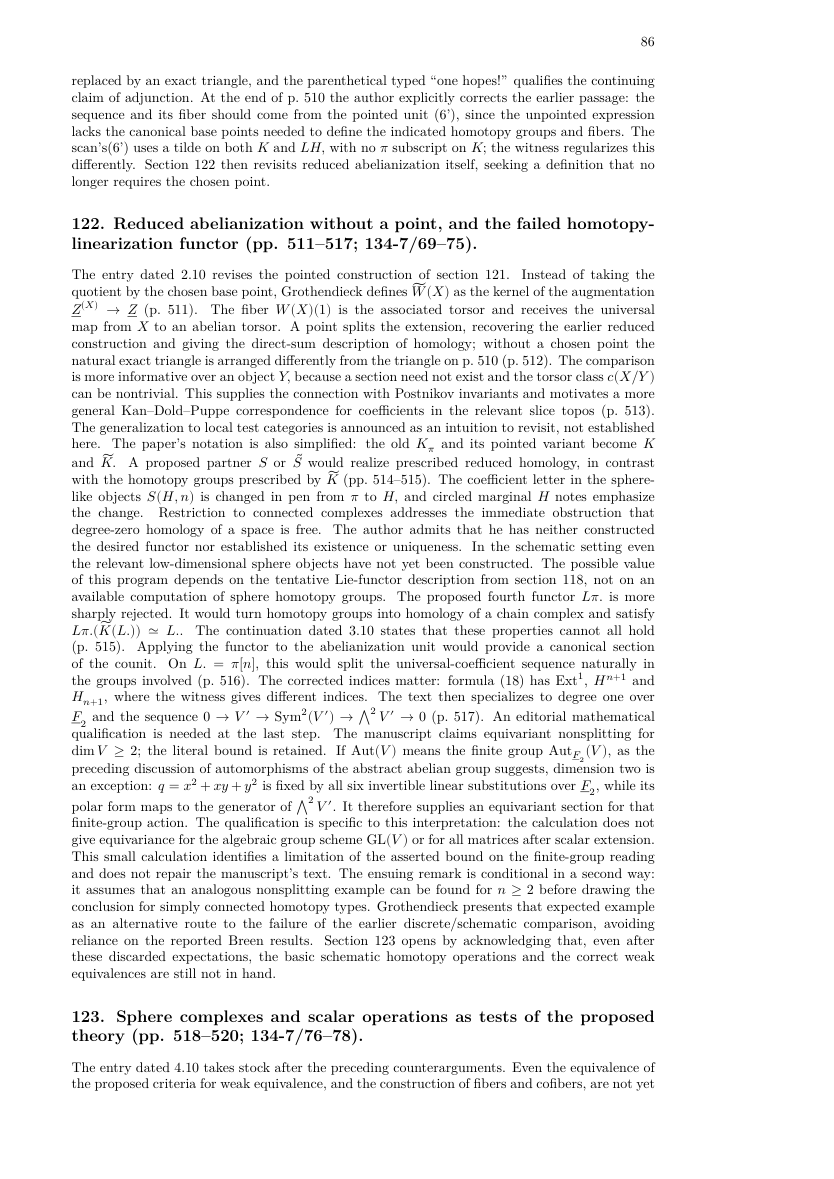 86
replaced by an exact triangle, and the parenthetical typed “one hopes!” qualifies the continuing
claim of adjunction. At the end of p. 510 the author explicitly corrects the earlier passage: the
sequence and its fiber should come from the pointed unit (6’), since the unpointed expression
lacks the canonical base points needed to define the indicated homotopy groups and fibers. The
scan’s(6’) uses a tilde on both K and LH, with no π subscript on K; the witness regularizes this
differently. Section 122 then revisits reduced abelianization itself, seeking a definition that no
longer requires the chosen point.
122. Reduced abelianization without a point, and the failed homotopy-
linearization functor (pp. 511–517; 134-7/69–75).
The entry dated 2.10 revises the pointed construction of section 121. Instead of taking the
quotient by the chosen base point, Grothendieck defines W̃(X) as the kernel of the augmentation
Z̲^(X) → Z̲ (p. 511). The fiber W(X)(1) is the associated torsor and receives the universal
map from X to an abelian torsor. A point splits the extension, recovering the earlier reduced
construction and giving the direct-sum description of homology; without a chosen point the
natural exact triangle is arranged differently from the triangle on p. 510 (p. 512). The comparison
is more informative over an object Y, because a section need not exist and the torsor class c(X/Y)
can be nontrivial. This supplies the connection with Postnikov invariants and motivates a more
general Kan–Dold–Puppe correspondence for coefficients in the relevant slice topos (p. 513).
The generalization to local test categories is announced as an intuition to revisit, not established
here. The paper’s notation is also simplified: the old K_π and its pointed variant become K
and K̃. A proposed partner S or S̃ would realize prescribed reduced homology, in contrast
with the homotopy groups prescribed by K̃ (pp. 514–515). The coefficient letter in the sphere-
like objects S(H, n) is changed in pen from π to H, and circled marginal H notes emphasize
the change. Restriction to connected complexes addresses the immediate obstruction that
degree-zero homology of a space is free. The author admits that he has neither constructed
the desired functor nor established its existence or uniqueness. In the schematic setting even
the relevant low-dimensional sphere objects have not yet been constructed. The possible value
of this program depends on the tentative Lie-functor description from section 118, not on an
available computation of sphere homotopy groups. The proposed fourth functor Lπ. is more
sharply rejected. It would turn homotopy groups into homology of a chain complex and satisfy
Lπ.(K̃(L.)) ≃ L.. The continuation dated 3.10 states that these properties cannot all hold
(p. 515). Applying the functor to the abelianization unit would provide a canonical section
of the counit. On L. = π[n], this would split the universal-coefficient sequence naturally in
the groups involved (p. 516). The corrected indices matter: formula (18) has Ext¹, Hⁿ⁺¹ and
Hₙ₊₁, where the witness gives different indices. The text then specializes to degree one over
F̲₂ and the sequence 0 → V′ → Sym²(V′) → ⋀² V′ → 0 (p. 517). An editorial mathematical
qualification is needed at the last step. The manuscript claims equivariant nonsplitting for
dim V ≥ 2; the literal bound is retained. If Aut(V) means the finite group Aut_F̲₂(V), as the
preceding discussion of automorphisms of the abstract abelian group suggests, dimension two is
an exception: q = x² + xy + y² is fixed by all six invertible linear substitutions over F̲₂, while its
polar form maps to the generator of ⋀² V′. It therefore supplies an equivariant section for that
finite-group action. The qualification is specific to this interpretation: the calculation does not
give equivariance for the algebraic group scheme GL(V) or for all matrices after scalar extension.
This small calculation identifies a limitation of the asserted bound on the finite-group reading
and does not repair the manuscript’s text. The ensuing remark is conditional in a second way:
it assumes that an analogous nonsplitting example can be found for n ≥ 2 before drawing the
conclusion for simply connected homotopy types. Grothendieck presents that expected example
as an alternative route to the failure of the earlier discrete/schematic comparison, avoiding
reliance on the reported Breen results. Section 123 opens by acknowledging that, even after
these discarded expectations, the basic schematic homotopy operations and the correct weak
equivalences are still not in hand.
123. Sphere complexes and scalar operations as tests of the proposed
theory (pp. 518–520; 134-7/76–78).
The entry dated 4.10 takes stock after the preceding counterarguments. Even the equivalence of
the proposed criteria for weak equivalence, and the construction of fibers and cofibers, are not yet